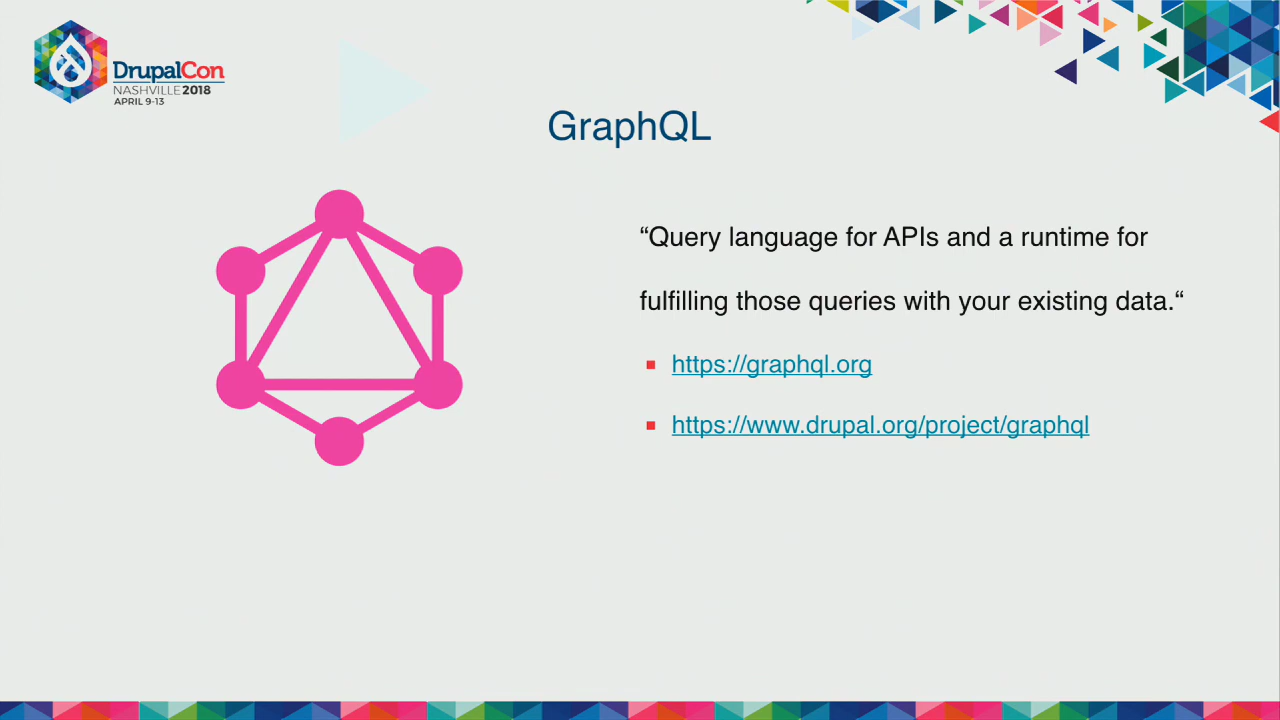 DrupalCon
NASHVILLE 2018
APRIL 9-13
GraphQL
“Query language for APIs and a runtime for
fulfilling those queries with your existing data.“
https://graphql.org
https://www.drupal.org/project/graphql